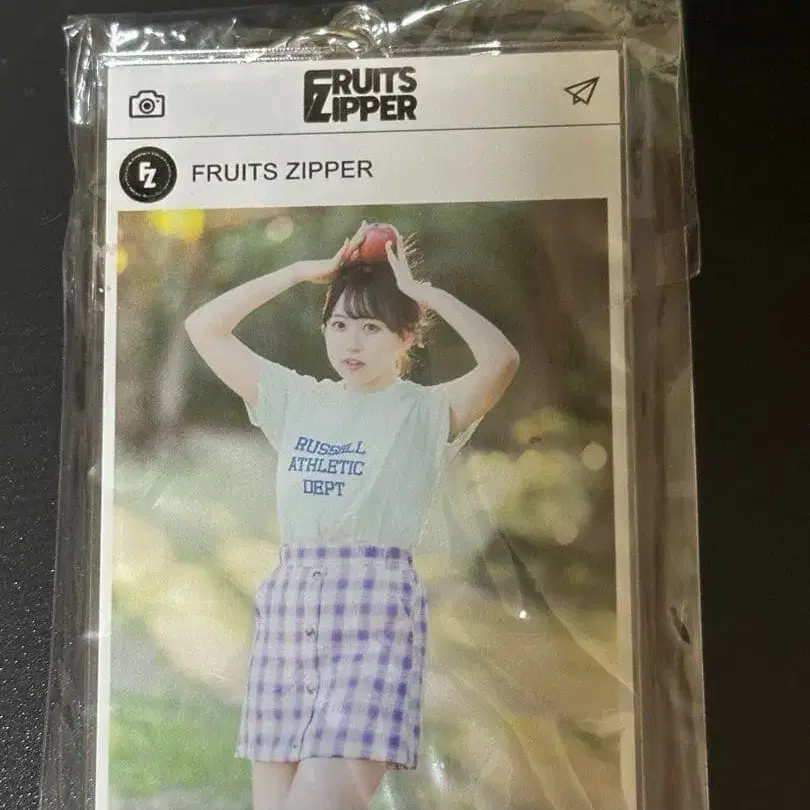 FRUITS
ZIPPER
FZ
FRUITS ZIPPER
RUSSELL
ATHLETIC
DEPT